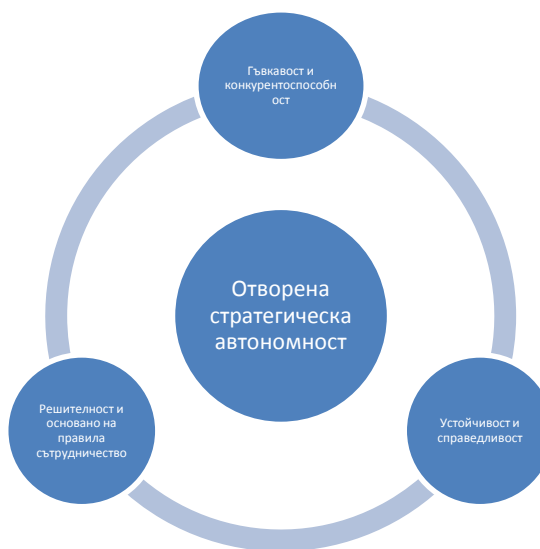 Гъвкавост и
конкурентоспособн
ост
Отворена
стратегическа
автономност
Решителност и
основано на
правила
сътрудничество
Устойчивост и
справедливост